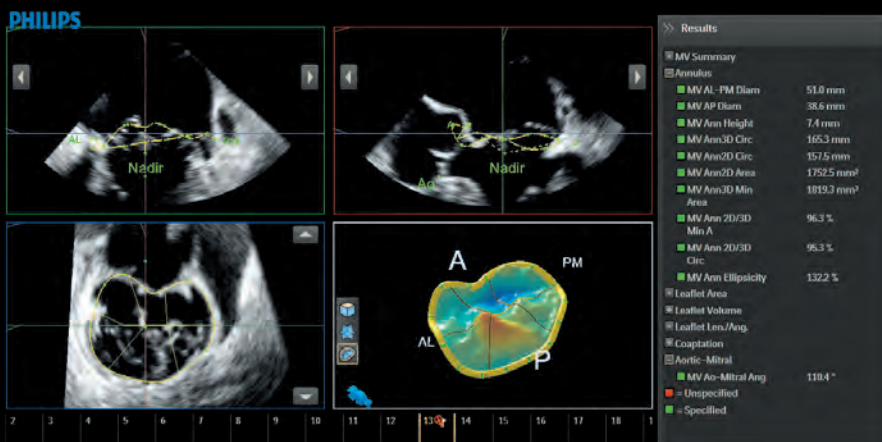 PHILIPS
AL
Nadir
A
Ao
Nadir
A
PM
AL
P
2 3 4 5 6 7 8 9 10 11 12 13 14 15 16 17 18 1
Results
MV Summary
Annulus
MV AL-PM Diam 51.0 mm
MV AP Diam 38.6 mm
MV Ann Height 7.4 mm
MV Ann3D Circ 165.3 mm
MV Ann2D Circ 157.5 mm
MV Ann2D Area 1752.5 mm²
MV Ann3D Min 1819.3 mm²
Area
MV Ann 2D/3D 96.3 %
Min A
MV Ann 2D/3D 95.3 %
Circ
MV Ann Ellipsicity 132.2 %
Leaflet Area
Leaflet Volume
Leaflet Len./Ang.
Coaptation
Aortic-Mitral
MV Ao-Mitral Ang 110.4 °
= Unspecified
= Specified